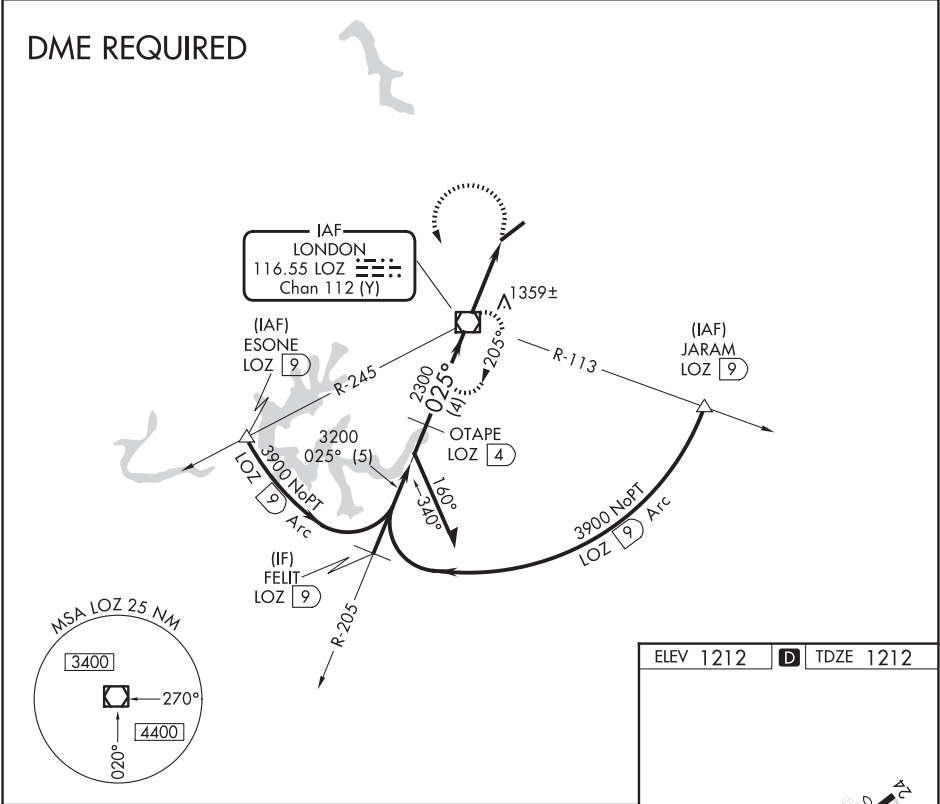 DME REQUIRED
IAF
LONDON
116.55 LOZ
Chan 112 (Y)
1359±
(IAF)
ESONE
LOZ 9
R-245
205°
R-113
(IAF)
JARAM
LOZ 9
2300
025°
(4)
OTAPE
LOZ 4
3200
025° (5)
3900 NoPT
LOZ 9 Arc
160°
340°
3900 NoPT
LOZ 9 Arc
(IF)
FELIT
LOZ 9
R-205
MSA LOZ 25 NM
3400
270°
4400
020°
ELEV 1212 D TDZE 1212
24